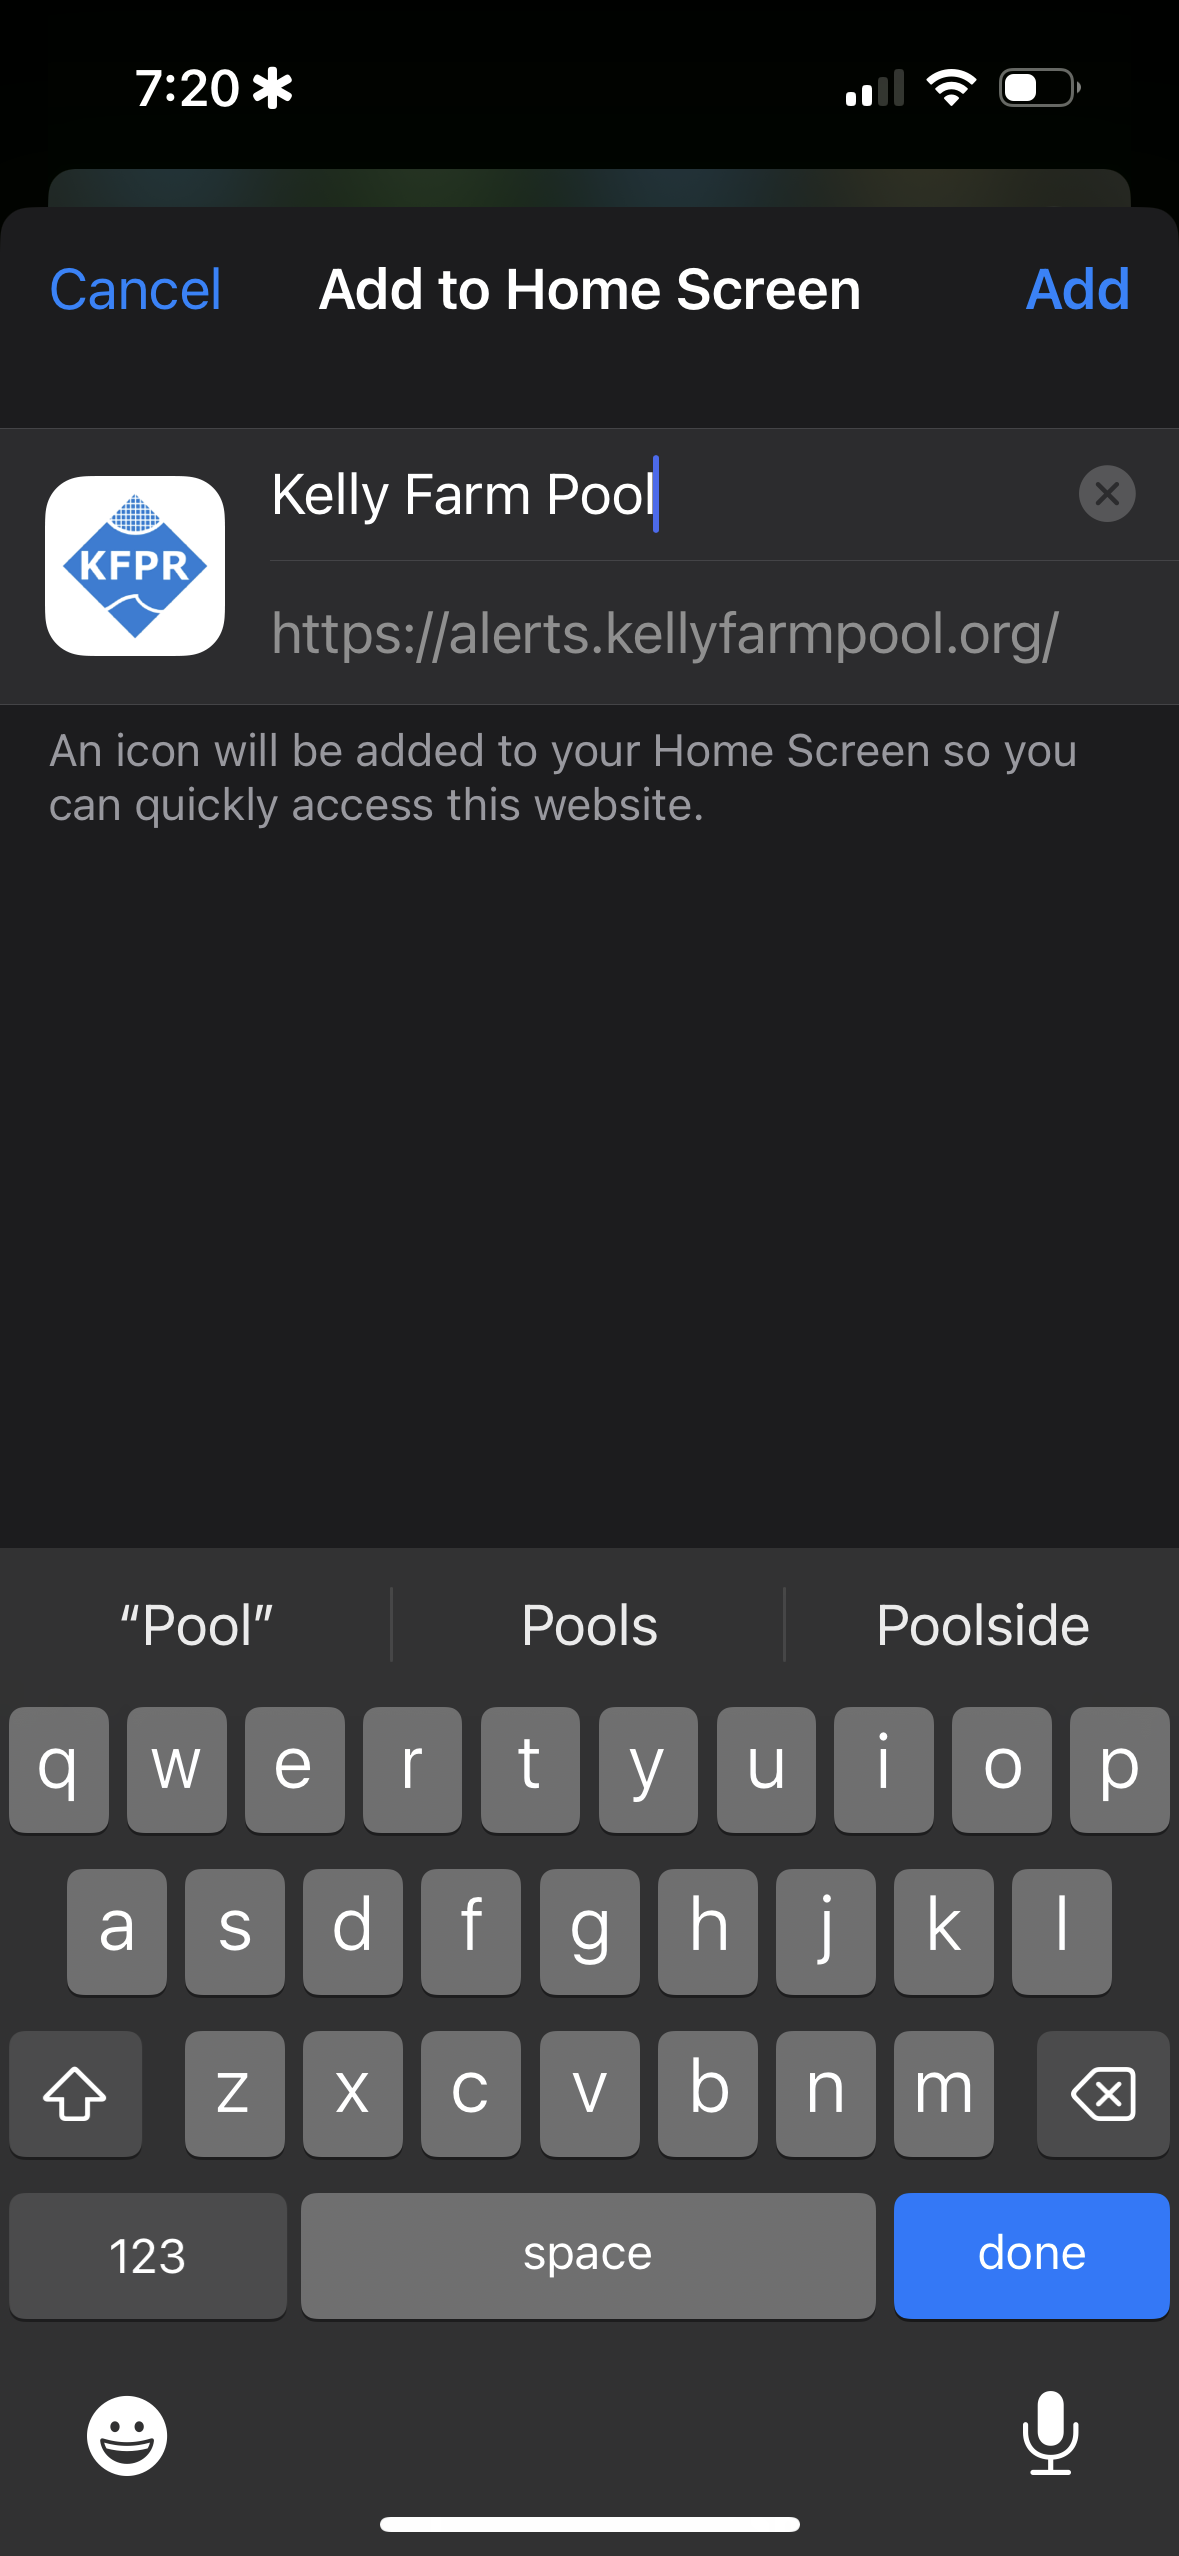 7:20
Cancel Add to Home Screen Add
Kelly Farm Pool
KFPR
https://alerts.kellyfarmpool.org/
An icon will be added to your Home Screen so you
can quickly access this website.
“Pool” Pools Poolside
q w e r t y u i o p
a s d f g h j k l
z x c v b n m
123 space done